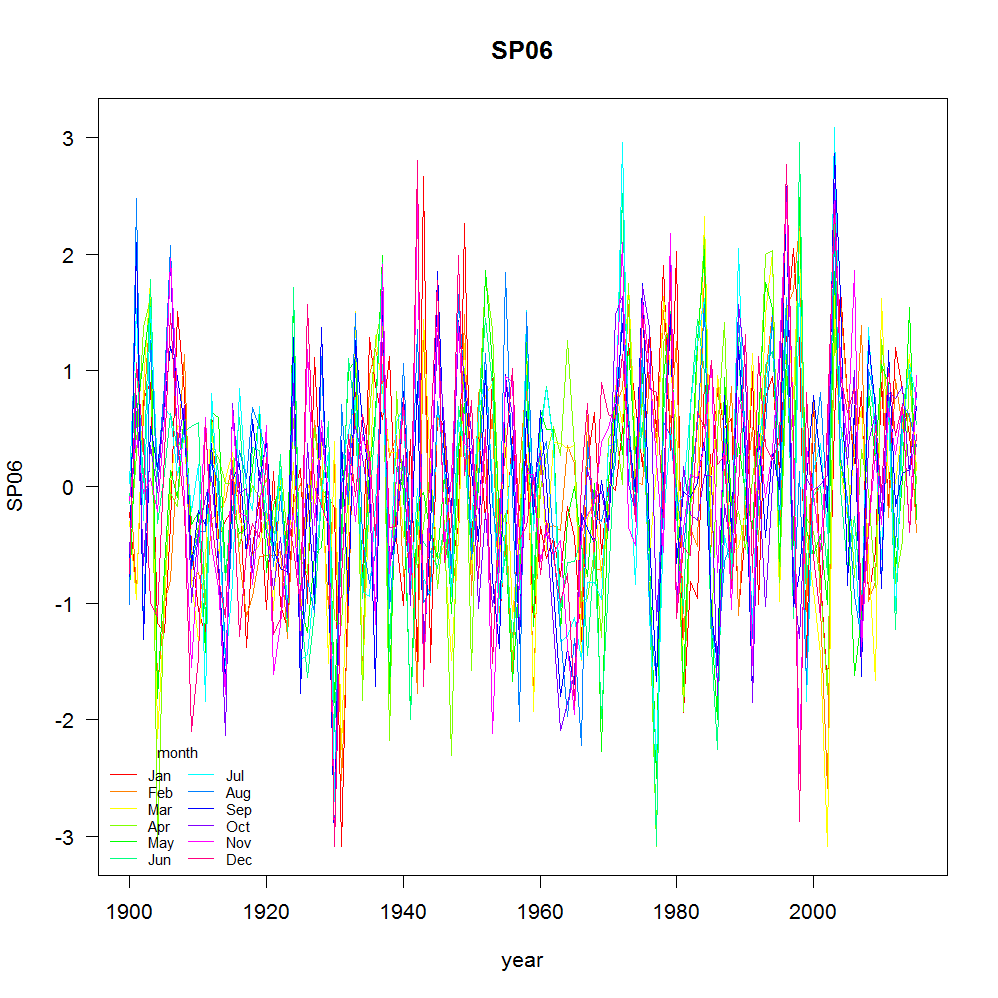 SP06
3
2
1
0
-1
-2
-3
SP06
month
Jan Jul
Feb Aug
Mar Sep
Apr Oct
May Nov
Jun Dec
1900 1920 1940 1960 1980 2000
year